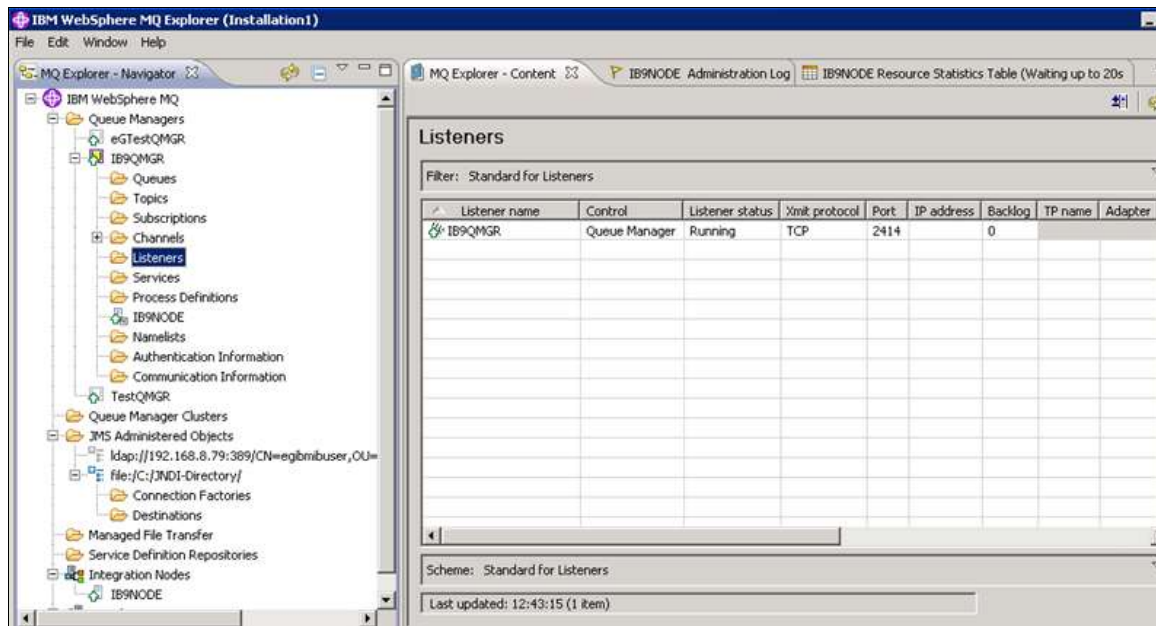 IBM WebSphere MQ Explorer (Installation1)
File Edit Window Help
MQ Explorer - Navigator
IBM WebSphere MQ
Queue Managers
eGTestQMGR
IB9QMGR
Queues
Topics
Subscriptions
Channels
Listeners
Services
Process Definitions
IB9NODE
Namelists
Authentication Information
Communication Information
TestQMGR
Queue Manager Clusters
JMS Administered Objects
ldap://192.168.8.79:389/CN=egibmibuser,OU=
file:/C:/JNDI-Directory/
Connection Factories
Destinations
Managed File Transfer
Service Definition Repositories
Integration Nodes
IB9NODE
MQ Explorer - Content IB9NODE Administration Log IB9NODE Resource Statistics Table (Waiting up to 20s
Listeners
Filter: Standard for Listeners
Listener name Control Listener status Xmit protocol Port IP address Backlog TP name Adapter
IB9QMGR Queue Manager Running TCP 2414 0
Scheme: Standard for Listeners
Last updated: 12:43:15 (1 item)